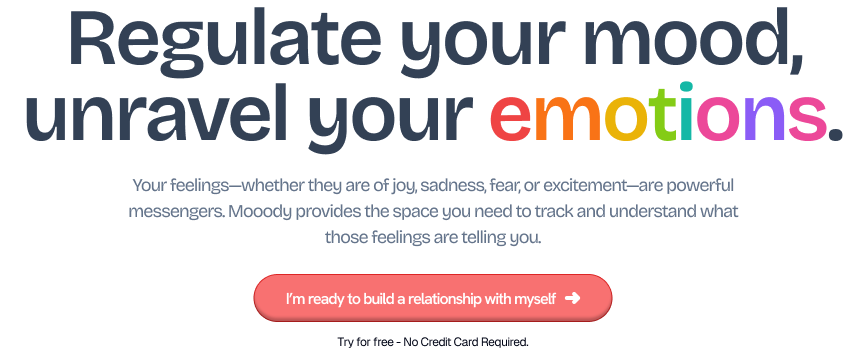 Regulate your mood,
unravel your emotions.
Your feelings—whether they are of joy, sadness, fear, or excitement—are powerful
messengers. Mooody provides the space you need to track and understand what
those feelings are telling you.
I'm ready to build a relationship with myself ➜
Try for free - No Credit Card Required.